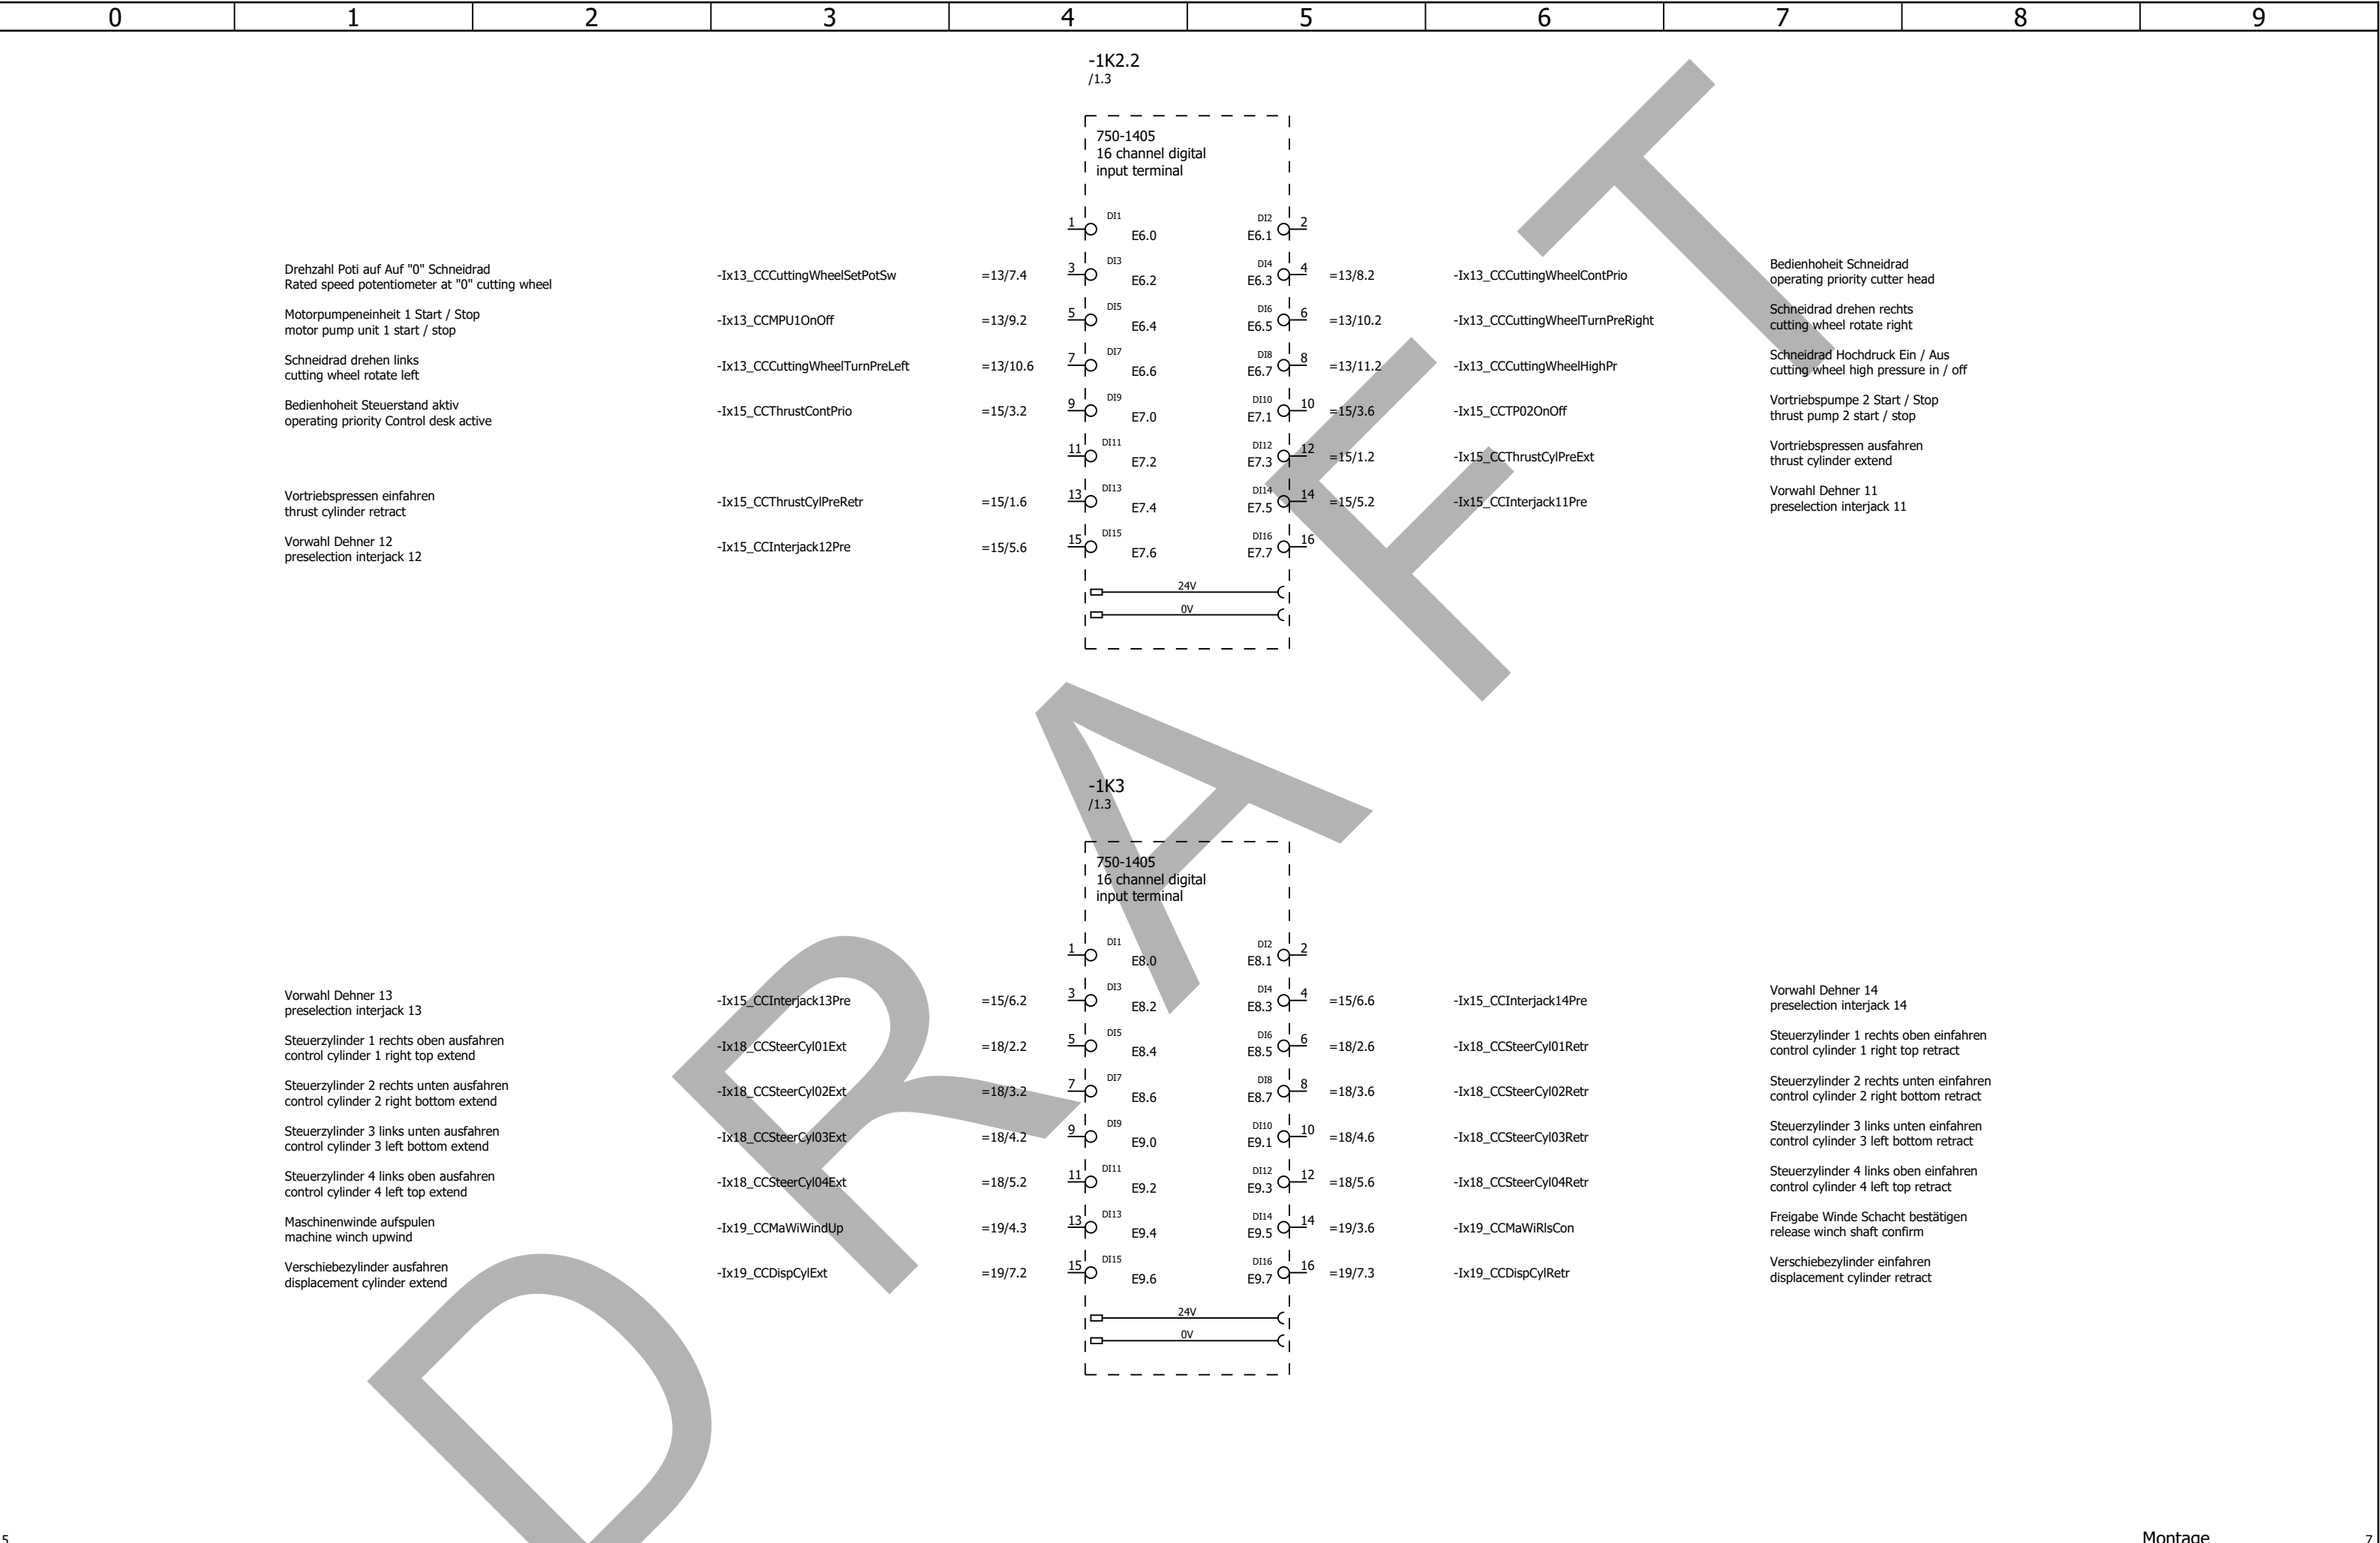 0 1 2 3 4 5 6 7 8 9
-1K2.2
/1.3
750-1405
16 channel digital
input terminal
1 DI1 E6.0 DI2 E6.1 2
Drehzahl Poti auf Auf "0" Schneidrad
Rated speed potentiometer at "0" cutting wheel
-Ix13_CCCuttingWheelSetPotSw =13/7.4 3 DI3 E6.2 DI4 E6.3 4 =13/8.2 -Ix13_CCCuttingWheelContPrio
Bedienhoheit Schneidrad
operating priority cutter head
Motorpumpeneinheit 1 Start / Stop
motor pump unit 1 start / stop
-Ix13_CCMPU1OnOff =13/9.2 5 DI5 E6.4 DI6 E6.5 6 =13/10.2 -Ix13_CCCuttingWheelTurnPreRight
Schneidrad drehen rechts
cutting wheel rotate right
Schneidrad drehen links
cutting wheel rotate left
-Ix13_CCCuttingWheelTurnPreLeft =13/10.6 7 DI7 E6.6 DI8 E6.7 8 =13/11.2 -Ix13_CCCuttingWheelHighPr
Schneidrad Hochdruck Ein / Aus
cutting wheel high pressure in / off
Bedienhoheit Steuerstand aktiv
operating priority Control desk active
-Ix15_CCThrustContPrio =15/3.2 9 DI9 E7.0 DI10 E7.1 10 =15/3.6 -Ix15_CCTP02OnOff
Vortriebspumpe 2 Start / Stop
thrust pump 2 start / stop
11 DI11 E7.2 DI12 E7.3 12 =15/1.2 -Ix15_CCThrustCylPreExt
Vortriebspressen ausfahren
thrust cylinder extend
Vortriebspressen einfahren
thrust cylinder retract
-Ix15_CCThrustCylPreRetr =15/1.6 13 DI13 E7.4 DI14 E7.5 14 =15/5.2 -Ix15_CCInterjack11Pre
Vorwahl Dehner 11
preselection interjack 11
Vorwahl Dehner 12
preselection interjack 12
-Ix15_CCInterjack12Pre =15/5.6 15 DI15 E7.6 DI16 E7.7 16
24V
0V
-1K3
/1.3
750-1405
16 channel digital
input terminal
1 DI1 E8.0 DI2 E8.1 2
Vorwahl Dehner 13
preselection interjack 13
-Ix15_CCInterjack13Pre =15/6.2 3 DI3 E8.2 DI4 E8.3 4 =15/6.6 -Ix15_CCInterjack14Pre
Vorwahl Dehner 14
preselection interjack 14
Steuerzylinder 1 rechts oben ausfahren
control cylinder 1 right top extend
-Ix18_CCSteerCyl01Ext =18/2.2 5 DI5 E8.4 DI6 E8.5 6 =18/2.6 -Ix18_CCSteerCyl01Retr
Steuerzylinder 1 rechts oben einfahren
control cylinder 1 right top retract
Steuerzylinder 2 rechts unten ausfahren
control cylinder 2 right bottom extend
-Ix18_CCSteerCyl02Ext =18/3.2 7 DI7 E8.6 DI8 E8.7 8 =18/3.6 -Ix18_CCSteerCyl02Retr
Steuerzylinder 2 rechts unten einfahren
control cylinder 2 right bottom retract
Steuerzylinder 3 links unten ausfahren
control cylinder 3 left bottom extend
-Ix18_CCSteerCyl03Ext =18/4.2 9 DI9 E9.0 DI10 E9.1 10 =18/4.6 -Ix18_CCSteerCyl03Retr
Steuerzylinder 3 links unten einfahren
control cylinder 3 left bottom retract
Steuerzylinder 4 links oben ausfahren
control cylinder 4 left top extend
-Ix18_CCSteerCyl04Ext =18/5.2 11 DI11 E9.2 DI12 E9.3 12 =18/5.6 -Ix18_CCSteerCyl04Retr
Steuerzylinder 4 links oben einfahren
control cylinder 4 left top retract
Maschinenwinde aufspulen
machine winch upwind
-Ix19_CCMaWiWindUp =19/4.3 13 DI13 E9.4 DI14 E9.5 14 =19/3.6 -Ix19_CCMaWiRlsCon
Freigabe Winde Schacht bestätigen
release winch shaft confirm
Verschiebezylinder ausfahren
displacement cylinder extend
-Ix19_CCDispCylExt =19/7.2 15 DI15 E9.6 DI16 E9.7 16 =19/7.3 -Ix19_CCDispCylRetr
Verschiebezylinder einfahren
displacement cylinder retract
24V
0V
DRAFT
5 Montage 7